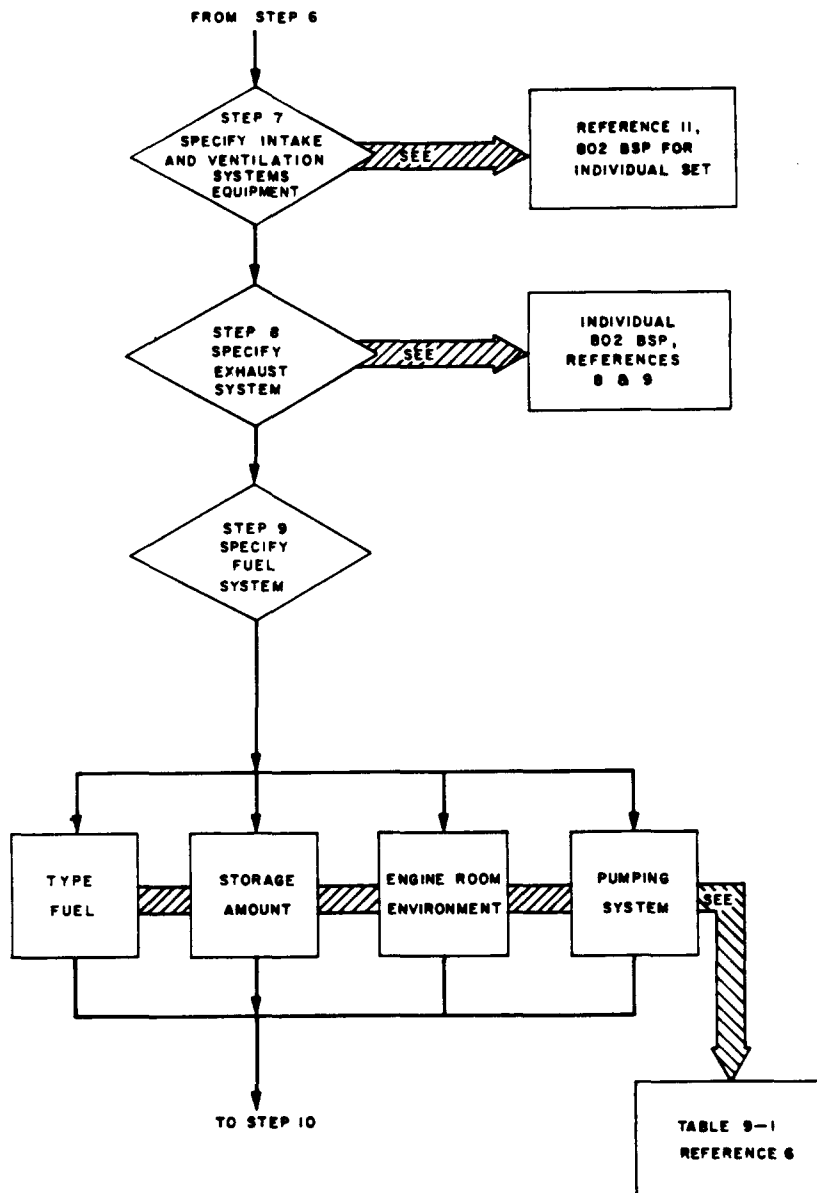 FROM STEP 6
STEP 7
SPECIFY INTAKE
AND VENTILATION
SYSTEMS
EQUIPMENT
SEE
REFERENCE 11,
802 BSP FOR
INDIVIDUAL SET
STEP 8
SPECIFY
EXHAUST
SYSTEM
SEE
INDIVIDUAL
802 BSP,
REFERENCES
8 & 9
STEP 9
SPECIFY
FUEL
SYSTEM
TYPE
FUEL
STORAGE
AMOUNT
ENGINE ROOM
ENVIRONMENT
PUMPING
SYSTEM
SEE
TO STEP 10
TABLE 9-1
REFERENCE 6